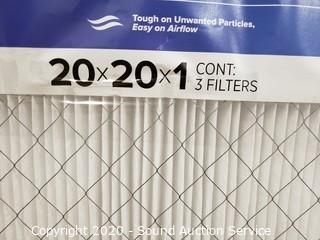 Tough on Unwanted Particles,
Easy on Airflow
20x20x1 CONT:
3 FILTERS
Copyright 2020 - Sound Auction Service